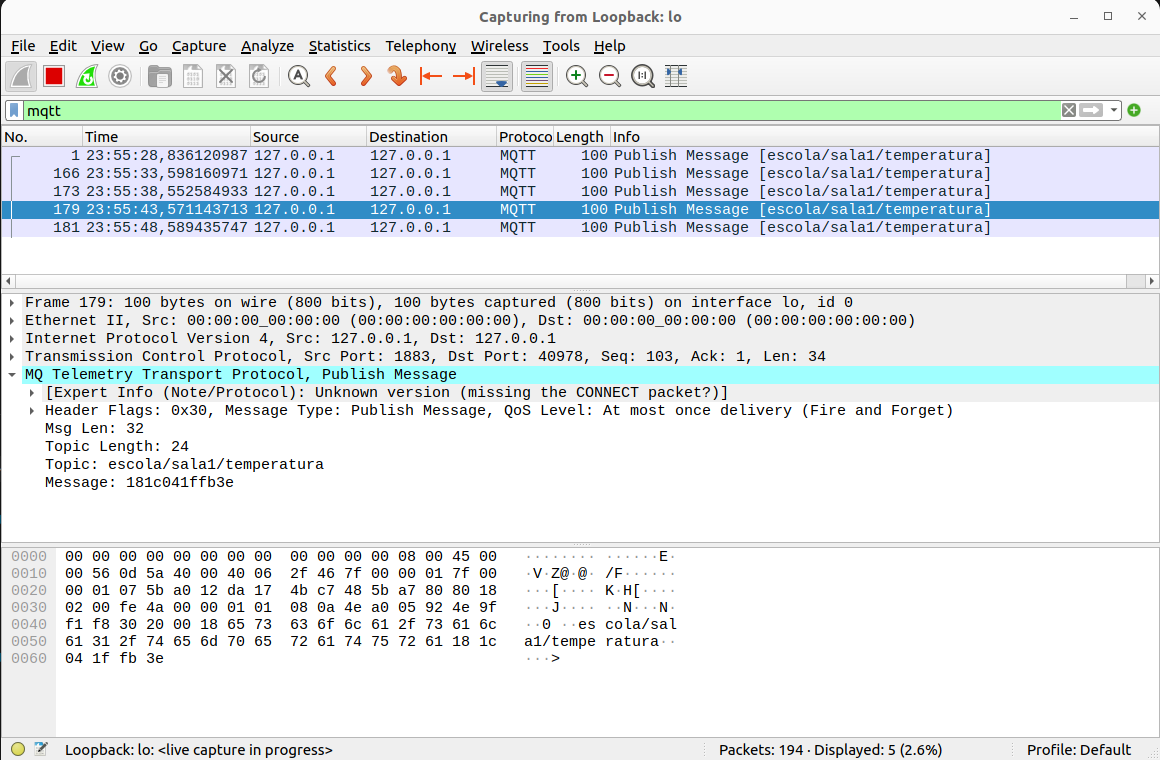 Capturing from Loopback: lo
File Edit View Go Capture Analyze Statistics Telephony Wireless Tools Help
mqtt
No. Time Source Destination Protoco Length Info
1 23:55:28,836120987 127.0.0.1 127.0.0.1 MQTT 100 Publish Message [escola/sala1/temperatura]
166 23:55:33,598160971 127.0.0.1 127.0.0.1 MQTT 100 Publish Message [escola/sala1/temperatura]
173 23:55:38,552584933 127.0.0.1 127.0.0.1 MQTT 100 Publish Message [escola/sala1/temperatura]
179 23:55:43,571143713 127.0.0.1 127.0.0.1 MQTT 100 Publish Message [escola/sala1/temperatura]
181 23:55:48,589435747 127.0.0.1 127.0.0.1 MQTT 100 Publish Message [escola/sala1/temperatura]
Frame 179: 100 bytes on wire (800 bits), 100 bytes captured (800 bits) on interface lo, id 0
Ethernet II, Src: 00:00:00_00:00:00 (00:00:00:00:00:00), Dst: 00:00:00_00:00:00 (00:00:00:00:00:00)
Internet Protocol Version 4, Src: 127.0.0.1, Dst: 127.0.0.1
Transmission Control Protocol, Src Port: 1883, Dst Port: 40978, Seq: 103, Ack: 1, Len: 34
MQ Telemetry Transport Protocol, Publish Message
[Expert Info (Note/Protocol): Unknown version (missing the CONNECT packet?)]
Header Flags: 0x30, Message Type: Publish Message, QoS Level: At most once delivery (Fire and Forget)
Msg Len: 32
Topic Length: 24
Topic: escola/sala1/temperatura
Message: 181c041ffb3e
0000 00 00 00 00 00 00 00 00 00 00 00 00 08 00 45 00 ········ ······E·
0010 00 56 0d 5a 40 00 40 06 2f 46 7f 00 00 01 7f 00 ·V·Z@·@· /F······
0020 00 01 07 5b a0 12 da 17 4b c7 48 5b a7 80 80 18 ···[···· K·H[····
0030 02 00 fe 4a 00 00 01 01 08 0a 4e a0 05 92 4e 9f ···J···· ··N···N·
0040 f1 f8 30 20 00 18 65 73 63 6f 6c 61 2f 73 61 6c ··0 ··es cola/sal
0050 61 31 2f 74 65 6d 70 65 72 61 74 75 72 61 18 1c a1/tempe ratura··
0060 04 1f fb 3e ···>
Loopback: lo: <live capture in progress> Packets: 194 · Displayed: 5 (2.6%) Profile: Default